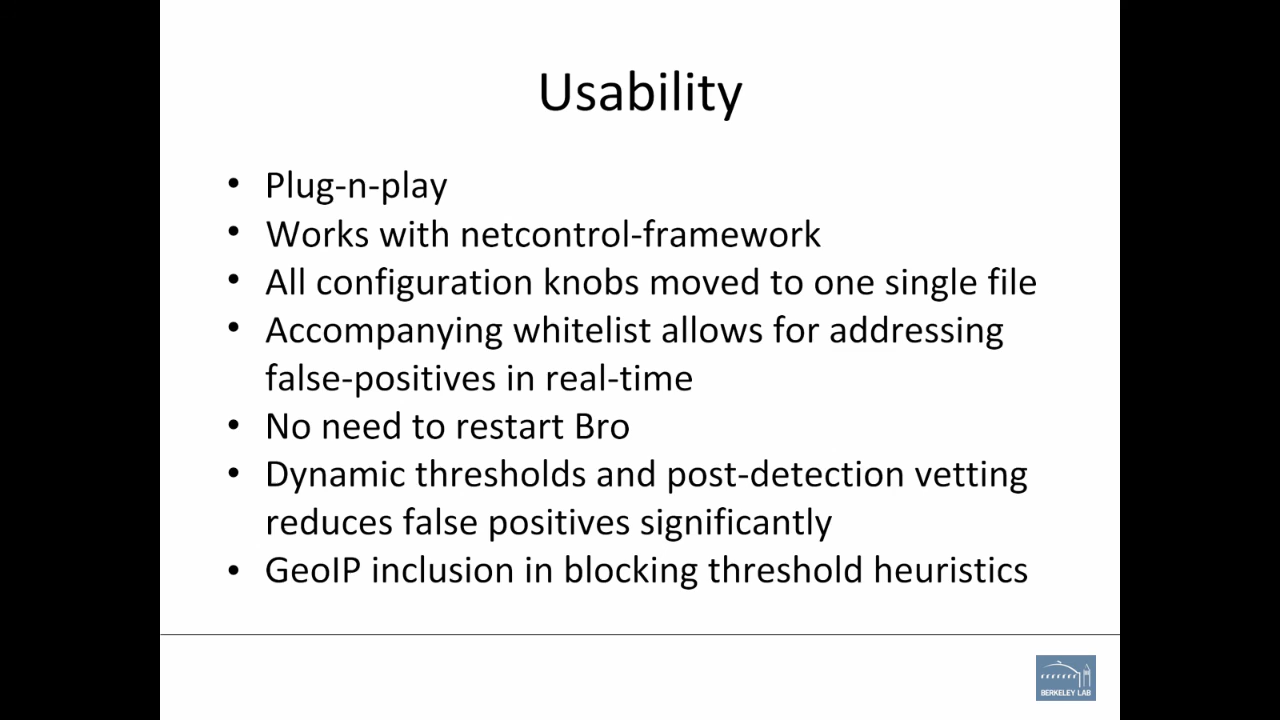 Usability
• Plug-n-play
• Works with netcontrol-framework
• All configuration knobs moved to one single file
• Accompanying whitelist allows for addressing
false-positives in real-time
• No need to restart Bro
• Dynamic thresholds and post-detection vetting
reduces false positives significantly
• GeoIP inclusion in blocking threshold heuristics
BERKELEY LAB